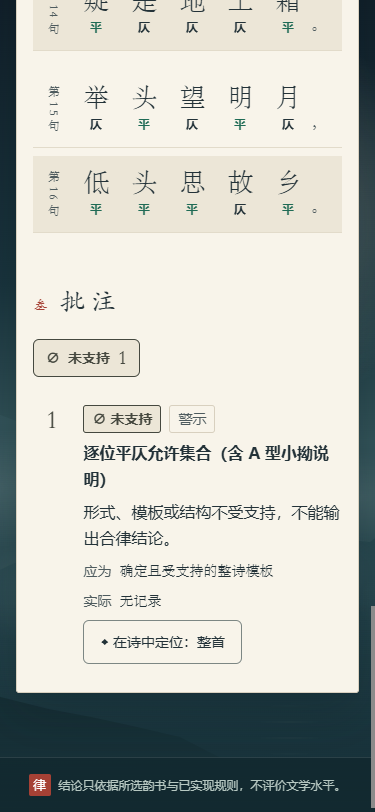 第14句 疑 是 地 上 霜
平 仄 仄 仄 平 。
第15句 举 头 望 明 月
仄 平 仄 平 仄 ，
第16句 低 头 思 故 乡
平 平 平 仄 平 。
叁 批注
未支持 1
1 未支持 警示
逐位平仄允许集合（含 A 型小拗说
明）
形式、模板或结构不受支持，不能输
出合律结论。
应为 确定且受支持的整诗模板
实际 无记录
在诗中定位：整首
律 结论只依据所选韵书与已实现规则，不评价文学水平。